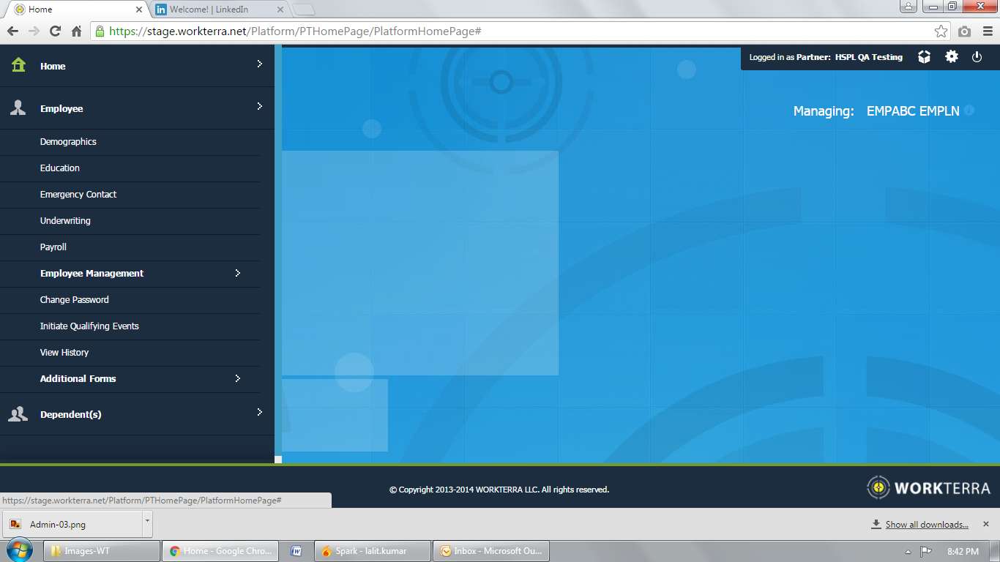 Home
Welcome! | LinkedIn
https://stage.workterra.net/Platform/PTHomePage/PlatformHomePage#
Logged in as Partner: HSPL QA Testing
Managing: EMPABC EMPLN
Home
Employee
Demographics
Education
Emergency Contact
Underwriting
Payroll
Employee Management
Change Password
Initiate Qualifying Events
View History
Additional Forms
Dependent(s)
© Copyright 2013-2014 WORKTERRA LLC. All rights reserved.
WORKTERRA
https://stage.workterra.net/Platform/PTHomePage/PlatformHomePage#
Admin-03.png
Show all downloads...
Images-WT
Home - Google Chro...
Spark - lalit.kumar
Inbox - Microsoft Ou...
8:42 PM